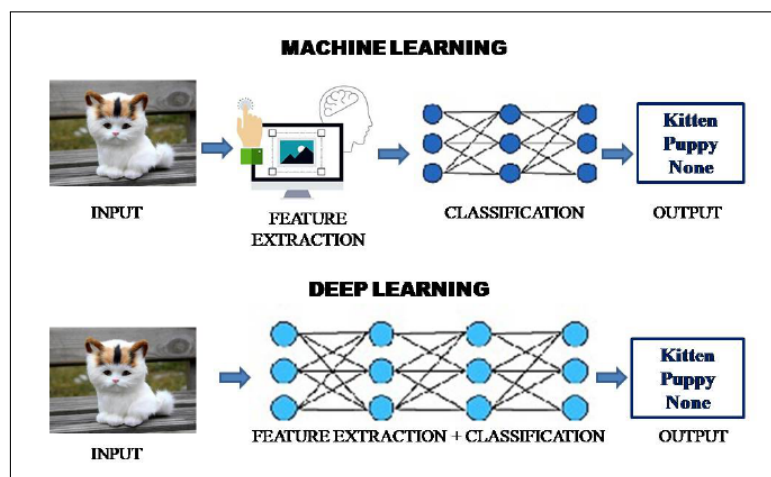 MACHINE LEARNING
Kitten
Puppy
None
INPUT
FEATURE
EXTRACTION
CLASSIFICATION
OUTPUT
DEEP LEARNING
Kitten
Puppy
None
INPUT
FEATURE EXTRACTION + CLASSIFICATION
OUTPUT